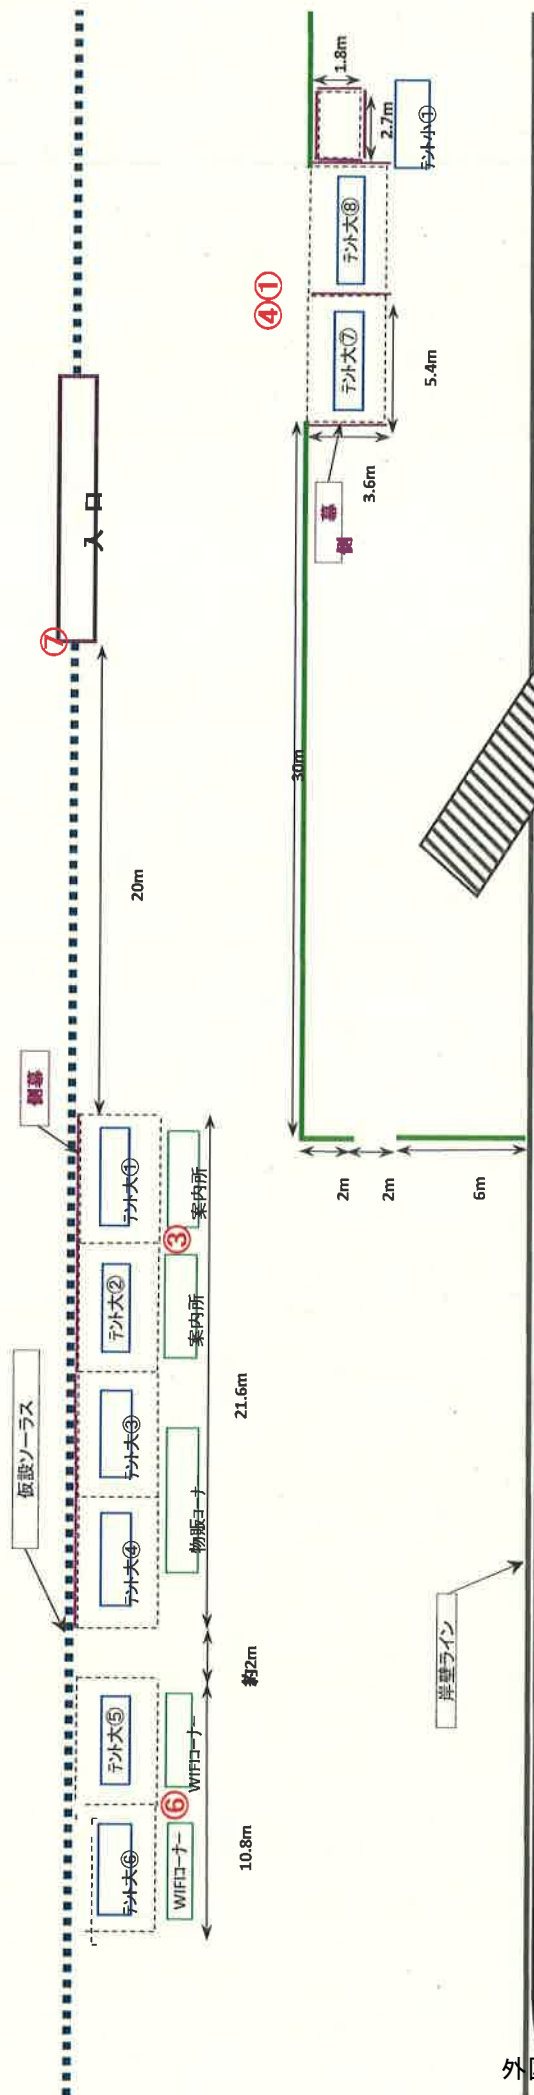 1.8m
2.7m
テント小①
テント大⑧
④①
テント大⑦
5.4m
3.6m
側幕
入口
⑦
30m
20m
側幕
テント大①
案内所
③
テント大②
案内所
2m
2m
6m
21.6m
仮設ソーラス
テント大③
テント大④
物販コーナー
岸壁ライン
約2m
テント大⑤
WIFIコーナー
⑥
テント大⑥
WIFIコーナー
10.8m
外